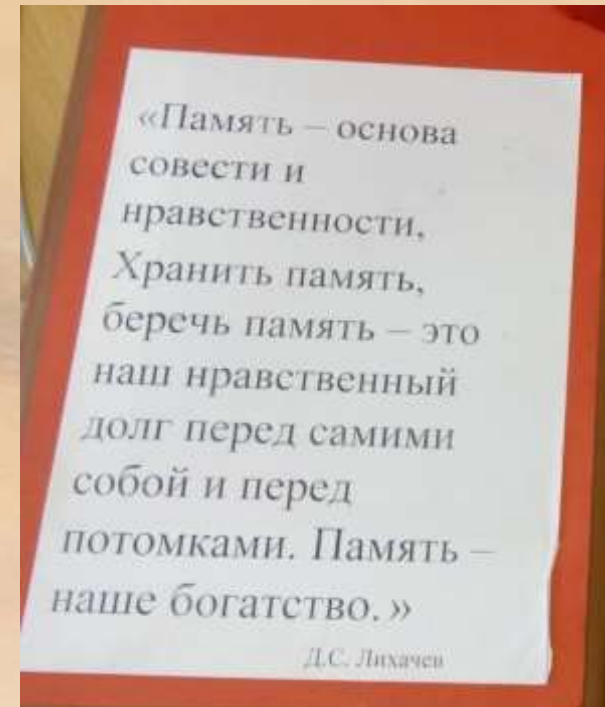 «Память – основа
совести и
нравственности,
Хранить память,
беречь память – это
наш нравственный
долг перед самими
собой и перед
потомками. Память –
наше богатство.»
Д.С. Лихачев